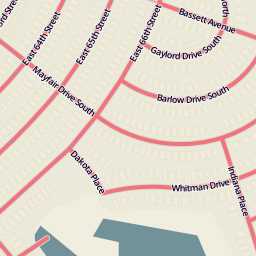 Bassett Avenue
East 66th Street
East 65th Street
East 64th Street
Gaylord Drive South
Mayfair Drive South
Barlow Drive South
Dakota Place
Whitman Drive
Indiana Place